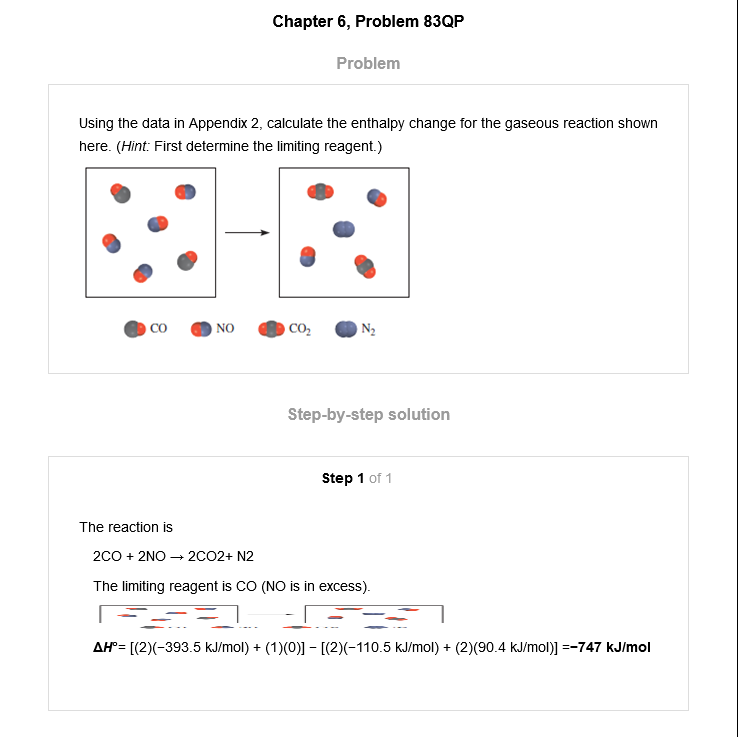 Chapter 6, Problem 83QP
Problem
Using the data in Appendix 2, calculate the enthalpy change for the gaseous reaction shown
here. (Hint: First determine the limiting reagent.)
CO NO CO₂ N₂
Step-by-step solution
Step 1 of 1
The reaction is
2CO + 2NO → 2CO2+ N2
The limiting reagent is CO (NO is in excess).
ΔH°= [(2)(−393.5 kJ/mol) + (1)(0)] − [(2)(−110.5 kJ/mol) + (2)(90.4 kJ/mol)] =−747 kJ/mol